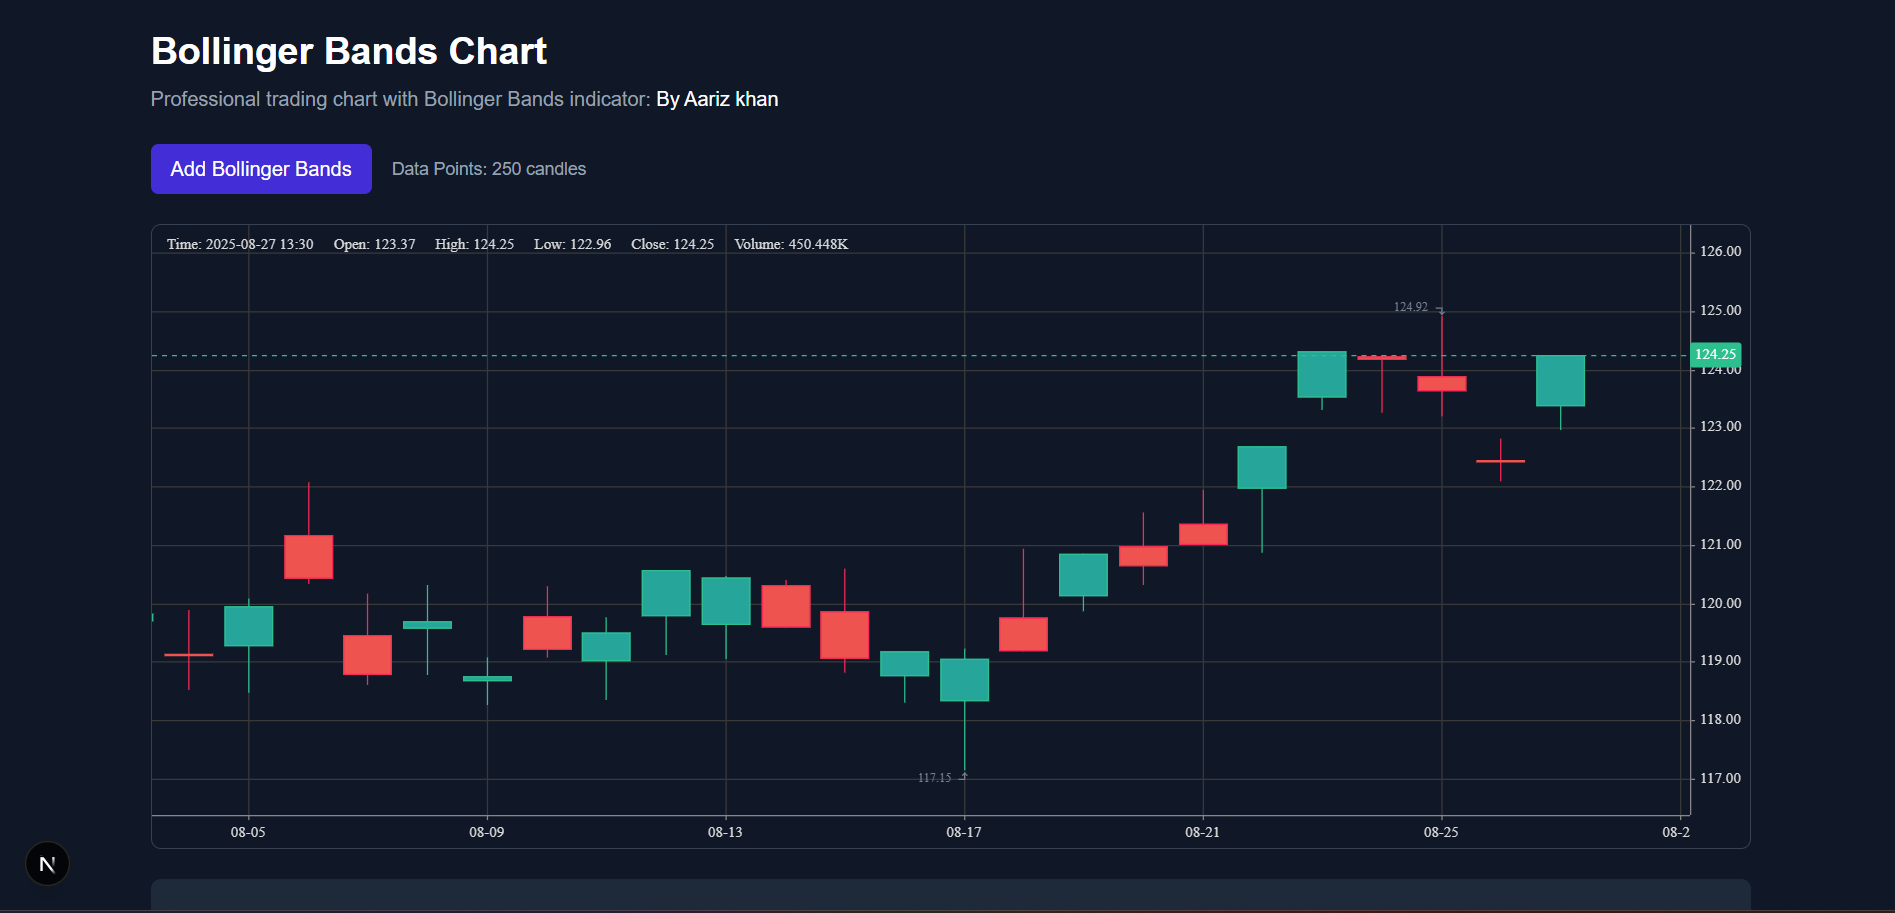 Bollinger Bands Chart
Professional trading chart with Bollinger Bands indicator: By Aariz khan
Add Bollinger Bands
Data Points: 250 candles
Time: 2025-08-27 13:30 Open: 123.37 High: 124.25 Low: 122.96 Close: 124.25 Volume: 450.448K
126.00
124.92
125.00
124.25
124.00
123.00
122.00
121.00
120.00
119.00
118.00
117.15
117.00
08-05 08-09 08-13 08-17 08-21 08-25 08-2
N